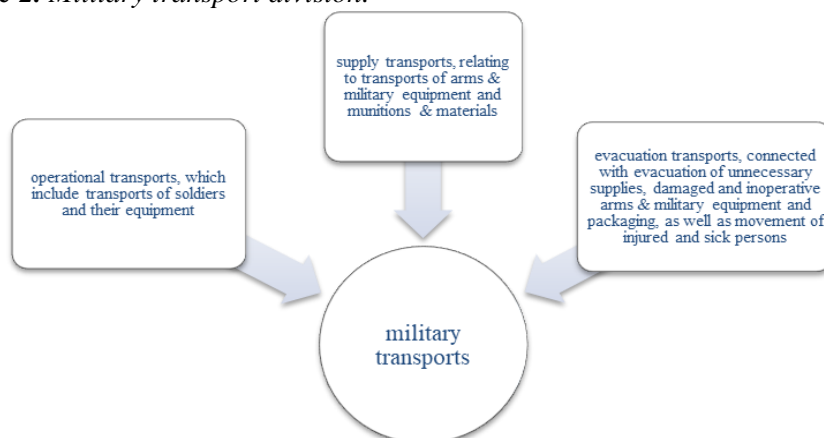 2. Military transport division.
supply transports, relating
to transports of arms &
military equipment and
munitions & materials
operational transports, which
include transports of soldiers
and their equipment
evacuation transports, connected
with evacuation of unnecessary
supplies, damaged and inoperative
arms & military equipment and
packaging, as well as movement of
injured and sick persons
military
transports